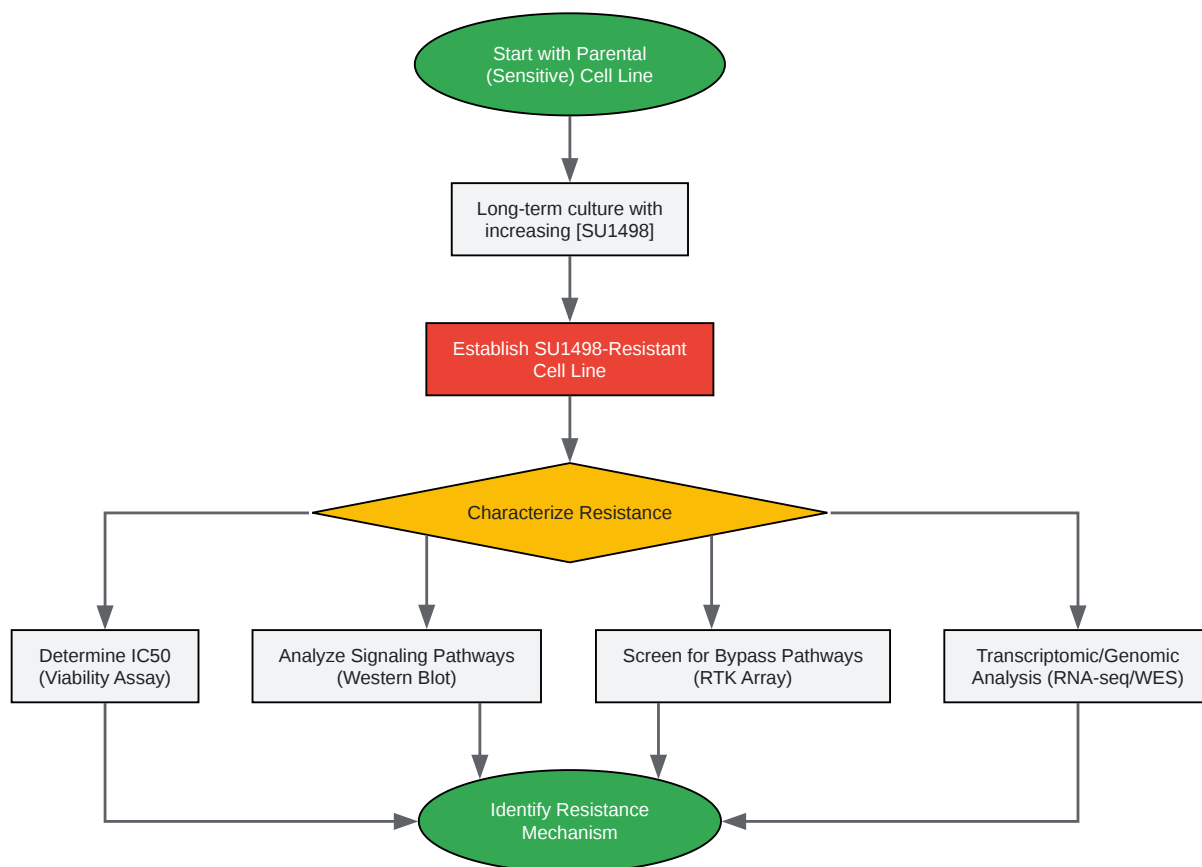 Start with Parental
(Sensitive) Cell Line
Long-term culture with
increasing [SU1498]
Establish SU1498-Resistant
Cell Line
Characterize Resistance
Determine IC50
(Viability Assay)
Analyze Signaling Pathways
(Western Blot)
Screen for Bypass Pathways
(RTK Array)
Transcriptomic/Genomic
Analysis (RNA-seq/WES)
Identify Resistance
Mechanism